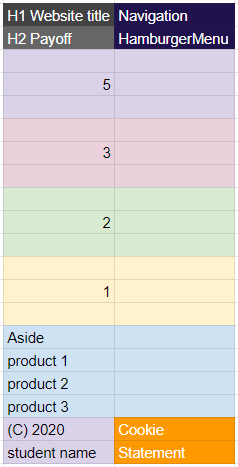 H1 Website title Navigation
H2 Payoff HamburgerMenu
5
3
2
1
Aside
product 1
product 2
product 3
(C) 2020 Cookie
student name Statement